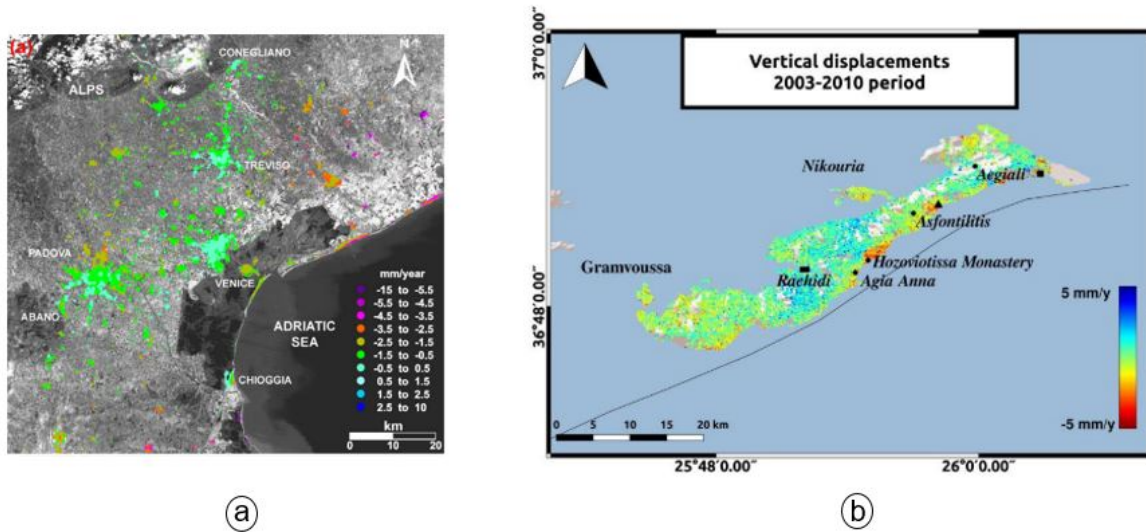 (a)
CONEGLIANO
N
ALPS
TREVISO
PADOVA
VENICE
ABANO
ADRIATIC
SEA
CHIOGGIA
mm/year
-15 to -5.5
-5.5 to -4.5
-4.5 to -3.5
-3.5 to -2.5
-2.5 to -1.5
-1.5 to -0.5
-0.5 to 0.5
0.5 to 1.5
1.5 to 2.5
2.5 to 10
km
0 10 20
a
Vertical displacements
2003-2010 period
37°0′0.00″
36°48′0.00″
Nikouria
Aegiali
Asfontilitis
Gramvoussa
Hozoviotissa Monastery
Rachidi
Agia Anna
5 mm/y
-5 mm/y
0 5 10 15 20 km
25°48′0.00″
26°0′0.00″
b